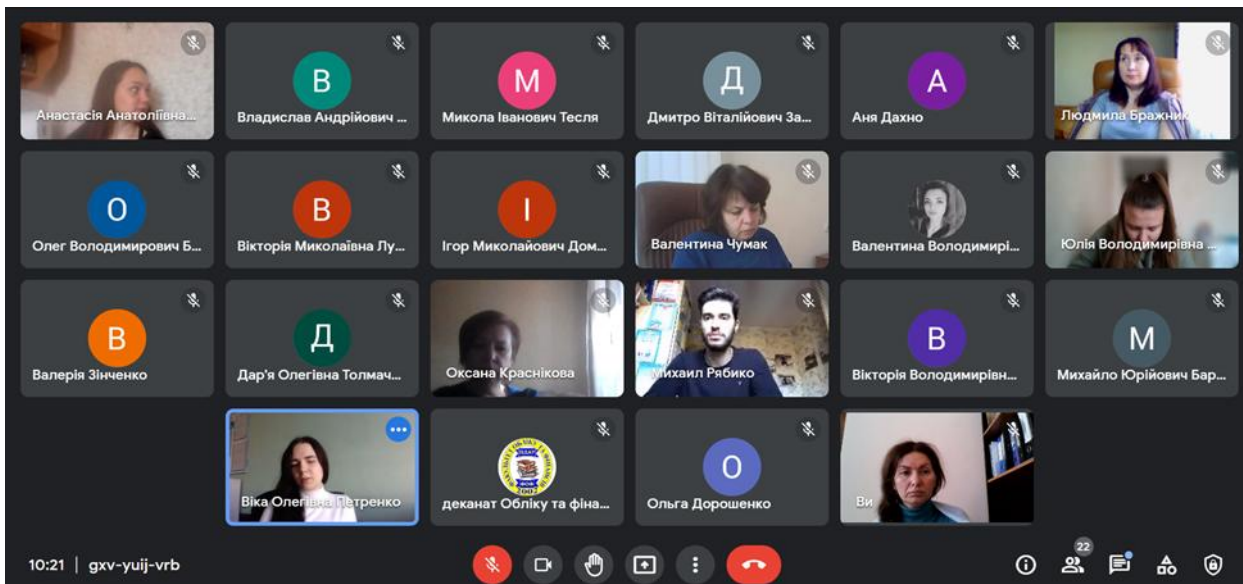 Анастасія Анатоліївна...
В
Владислав Андрійович ...
М
Микола Іванович Тесля
Д
Дмитро Віталійович За...
А
Аня Дахно
Людмила Бражник
О
Олег Володимирович Б...
В
Вікторія Миколаївна Лу...
І
Ігор Миколайович Дом...
Валентина Чумак
Валентина Володимирі...
Юлія Володимирівна ...
В
Валерія Зінченко
Д
Дар'я Олегівна Толмач...
Оксана Краснікова
Михаил Рябико
В
Вікторія Володимирівн...
М
Михайло Юрійович Бар...
Віка Олегівна Петренко
2002
деканат Обліку та фіна...
О
Ольга Дорошенко
Ви
10:21 | gxv-yuij-vrb
22